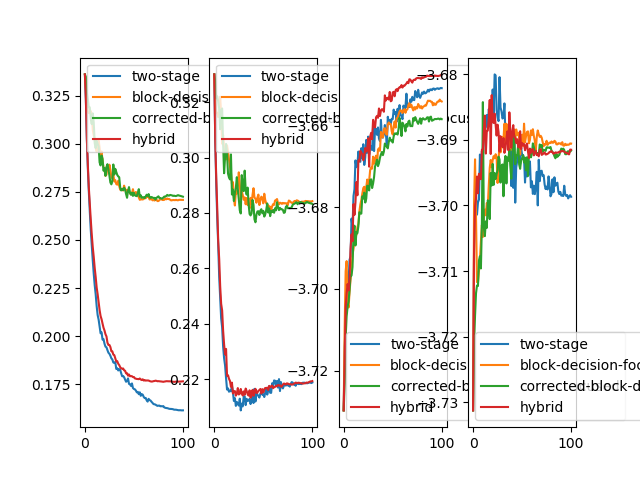 two-stage
block-decis
corrected-b
hybrid
0.325
0.300
0.275
0.250
0.225
0.200
0.175
0 100
two-stage
block-decis
corrected-b
hybrid
0.32
0.30
0.28
0.26
0.24
0.22
0 100
ocus
−3.66
−3.68
−3.70
−3.72
two-stage
block-decis
corrected-b
hybrid
0 100
−3.68
−3.69
−3.70
−3.71
−3.72
−3.73
two-stage
block-decision-foc
corrected-block-d
hybrid
0 100